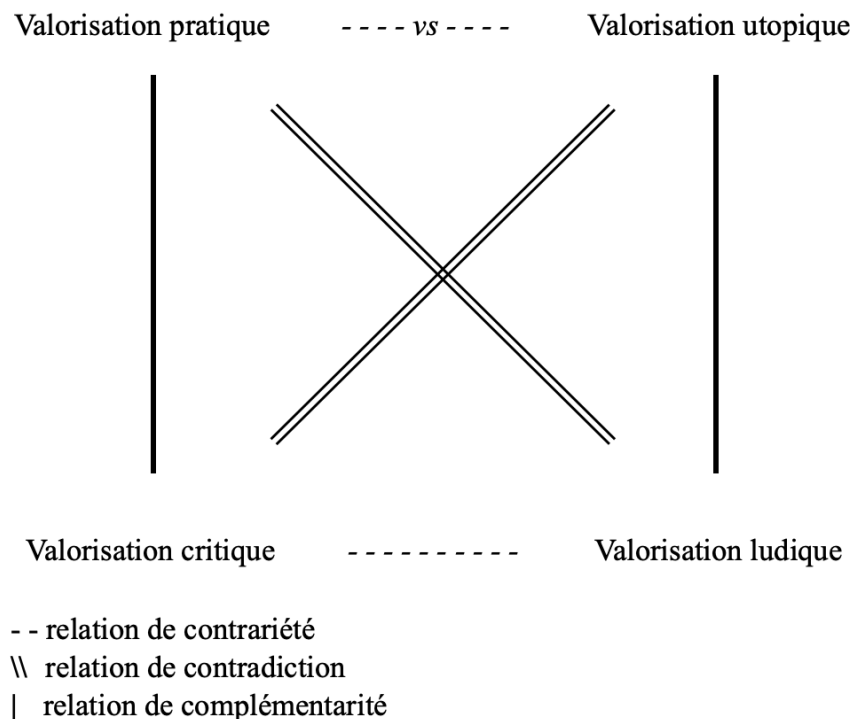 Valorisation pratique - - - - vs - - - - Valorisation utopique
Valorisation critique - - - - - - - - - - Valorisation ludique
- - relation de contrariété
\\ relation de contradiction
| relation de complémentarité